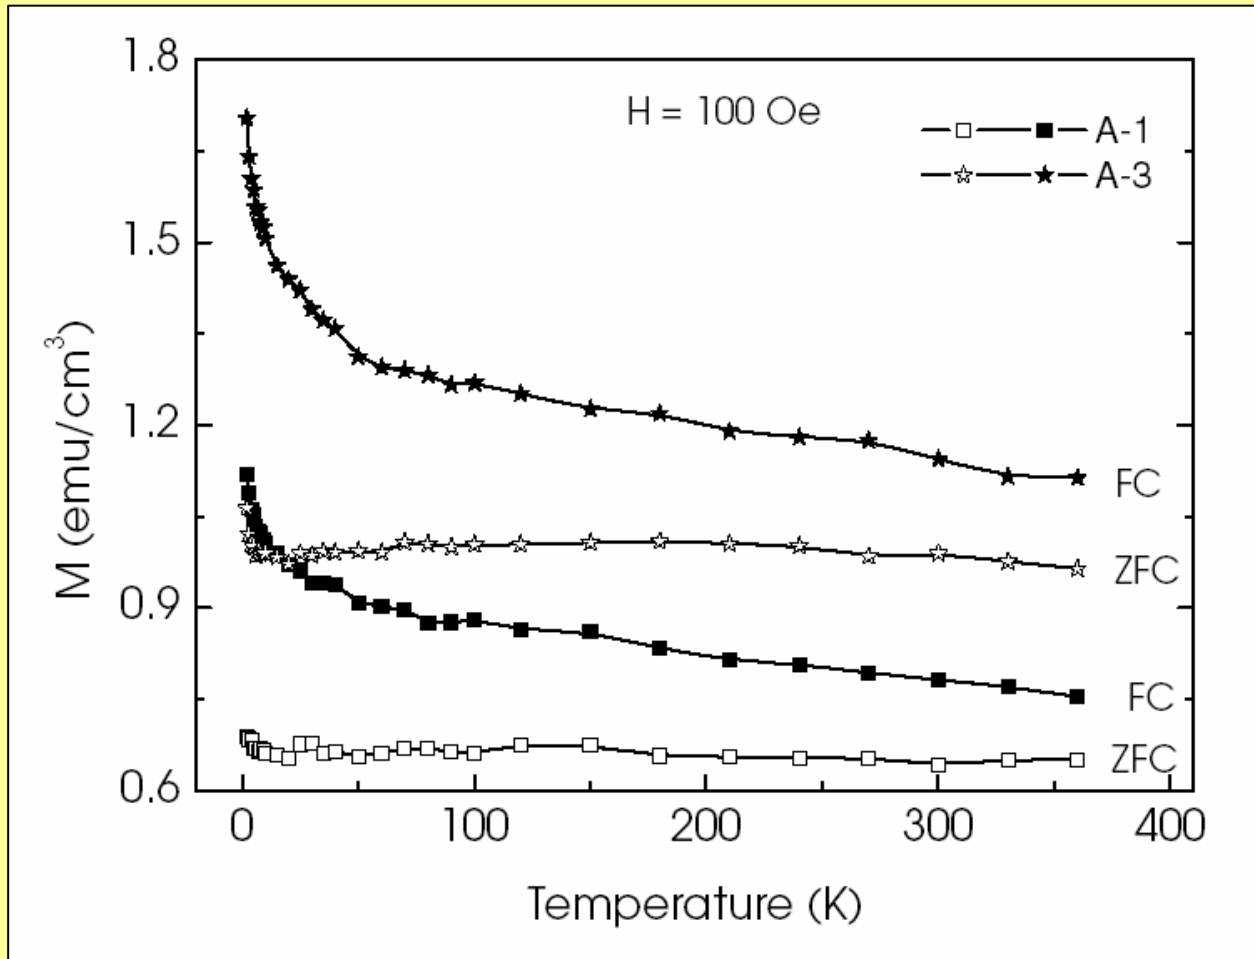 1.8
H = 100 Oe
A-1
A-3
1.5
M (emu/cm³)
1.2
FC
ZFC
0.9
FC
ZFC
0.6
0 100 200 300 400
Temperature (K)